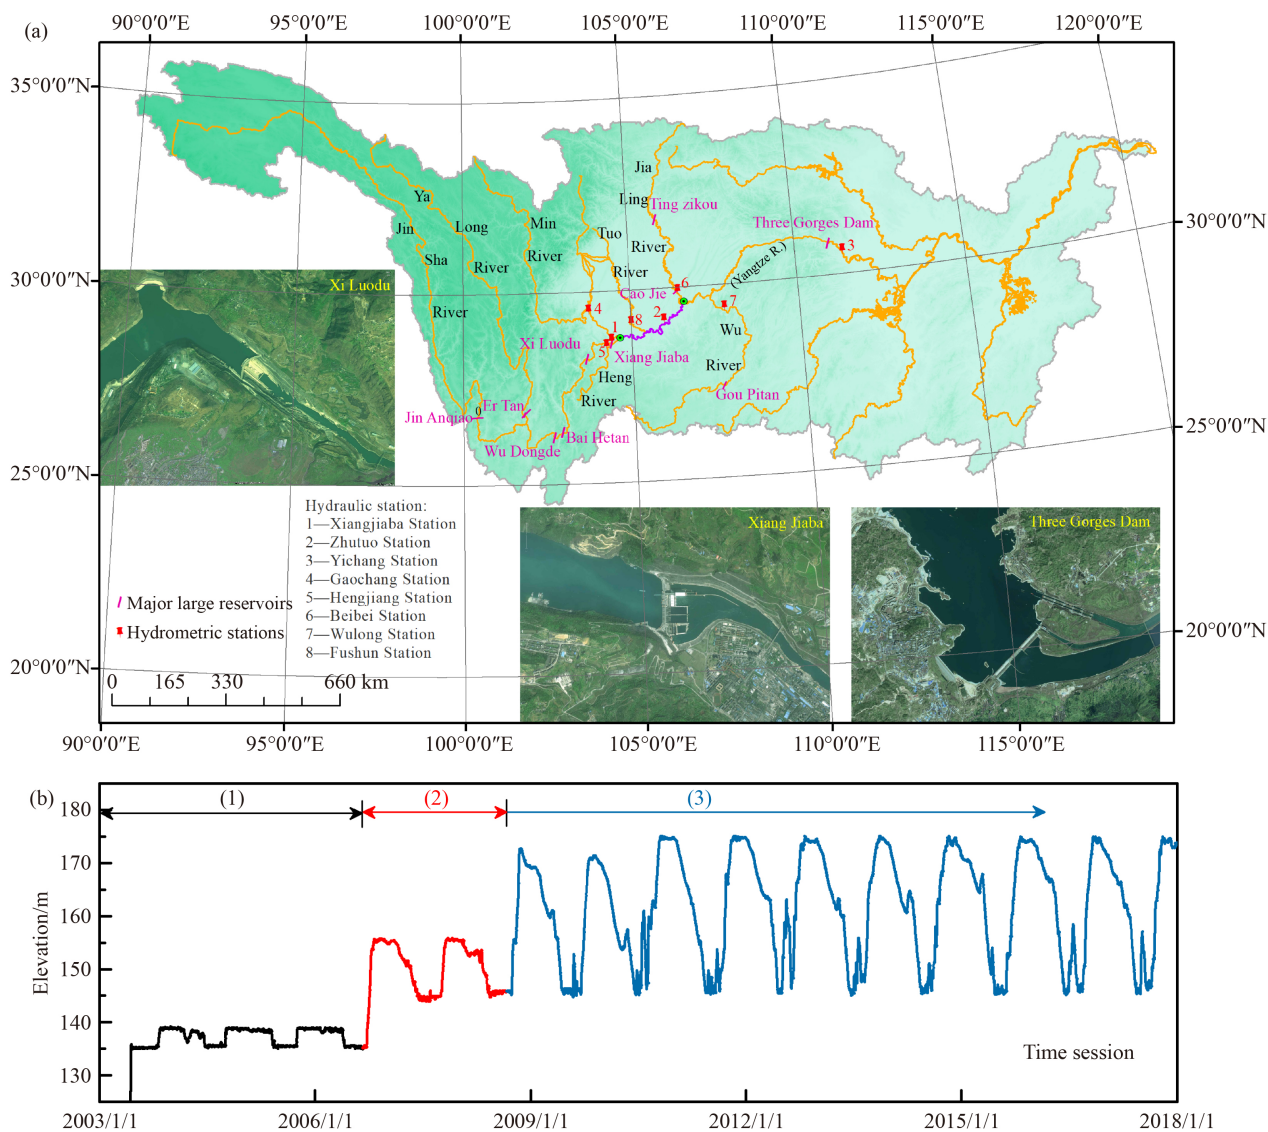 (a)
90°0′0″E 95°0′0″E 100°0′0″E 105°0′0″E 110°0′0″E 115°0′0″E 120°0′0″E
35°0′0″N
30°0′0″N
25°0′0″N
20°0′0″N
30°0′0″N
25°0′0″N
20°0′0″N
Jia
Ling
River
Ting zikou
Ya
Long
River
Jin
Sha
River
Min
River
Tuo
River
Three Gorges Dam
3
(Yangtze R.)
Cao Jie
6
7
4
8
2
1
5
Wu
River
Xi Luodu
Xiang Jiaba
Heng
River
Gou Pitan
Jin Anqiao
0
Er Tan
Wu Dongde
Bai Hetan
Xi Luodu
Xiang Jiaba
Three Gorges Dam
Hydraulic station:
1—Xiangjiaba Station
2—Zhutuo Station
3—Yichang Station
4—Gaochang Station
5—Hengjiang Station
6—Beibei Station
7—Wulong Station
8—Fushun Station
Major large reservoirs
Hydrometric stations
0 165 330 660 km
90°0′0″E 95°0′0″E 100°0′0″E 105°0′0″E 110°0′0″E 115°0′0″E
(b)
(1) (2) (3)
Elevation/m
180
170
160
150
140
130
Time session
2003/1/1 2006/1/1 2009/1/1 2012/1/1 2015/1/1 2018/1/1